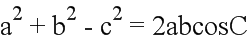 a² + b² - c² = 2abcosC